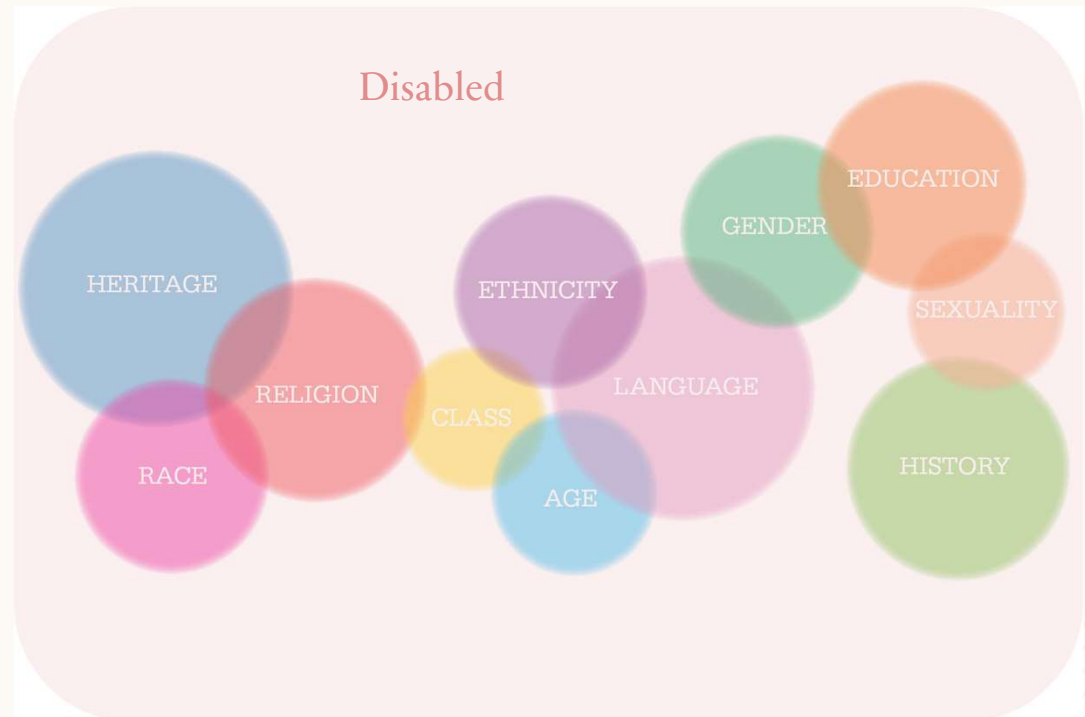 Disabled
EDUCATION
GENDER
HERITAGE
ETHNICITY
SEXUALITY
RELIGION
LANGUAGE
CLASS
RACE
AGE
HISTORY